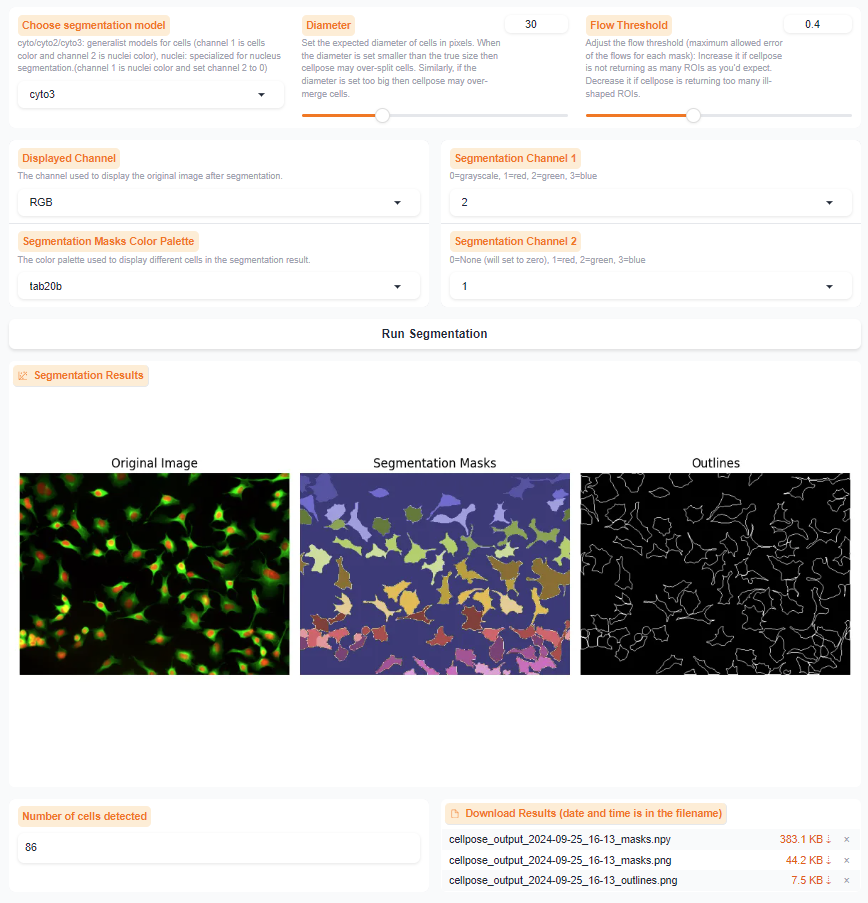 Choose segmentation model
cyto/cyto2/cyto3: generalist models for cells (channel 1 is cells
color and channel 2 is nuclei color), nuclei: specialized for nucleus
segmentation.(channel 1 is nuclei color and set channel 2 to 0)
cyto3
Diameter
30
Set the expected diameter of cells in pixels. When
the diameter is set smaller than the true size then
cellpose may over-split cells. Similarly, if the
diameter is set too big then cellpose may over-
merge cells.
Flow Threshold
0.4
Adjust the flow threshold (maximum allowed error
of the flows for each mask): Increase it if cellpose
is not returning as many ROIs as you'd expect.
Decrease it if cellpose is returning too many ill-
shaped ROIs.
Displayed Channel
The channel used to display the original image after segmentation.
RGB
Segmentation Channel 1
0=grayscale, 1=red, 2=green, 3=blue
2
Segmentation Masks Color Palette
The color palette used to display different cells in the segmentation result.
tab20b
Segmentation Channel 2
0=None (will set to zero), 1=red, 2=green, 3=blue
1
Run Segmentation
Segmentation Results
Original Image
Segmentation Masks
Outlines
Number of cells detected
86
Download Results (date and time is in the filename)
cellpose_output_2024-09-25_16-13_masks.npy 383.1 KB ⇣ ×
cellpose_output_2024-09-25_16-13_masks.png 44.2 KB ⇣ ×
cellpose_output_2024-09-25_16-13_outlines.png 7.5 KB ⇣ ×